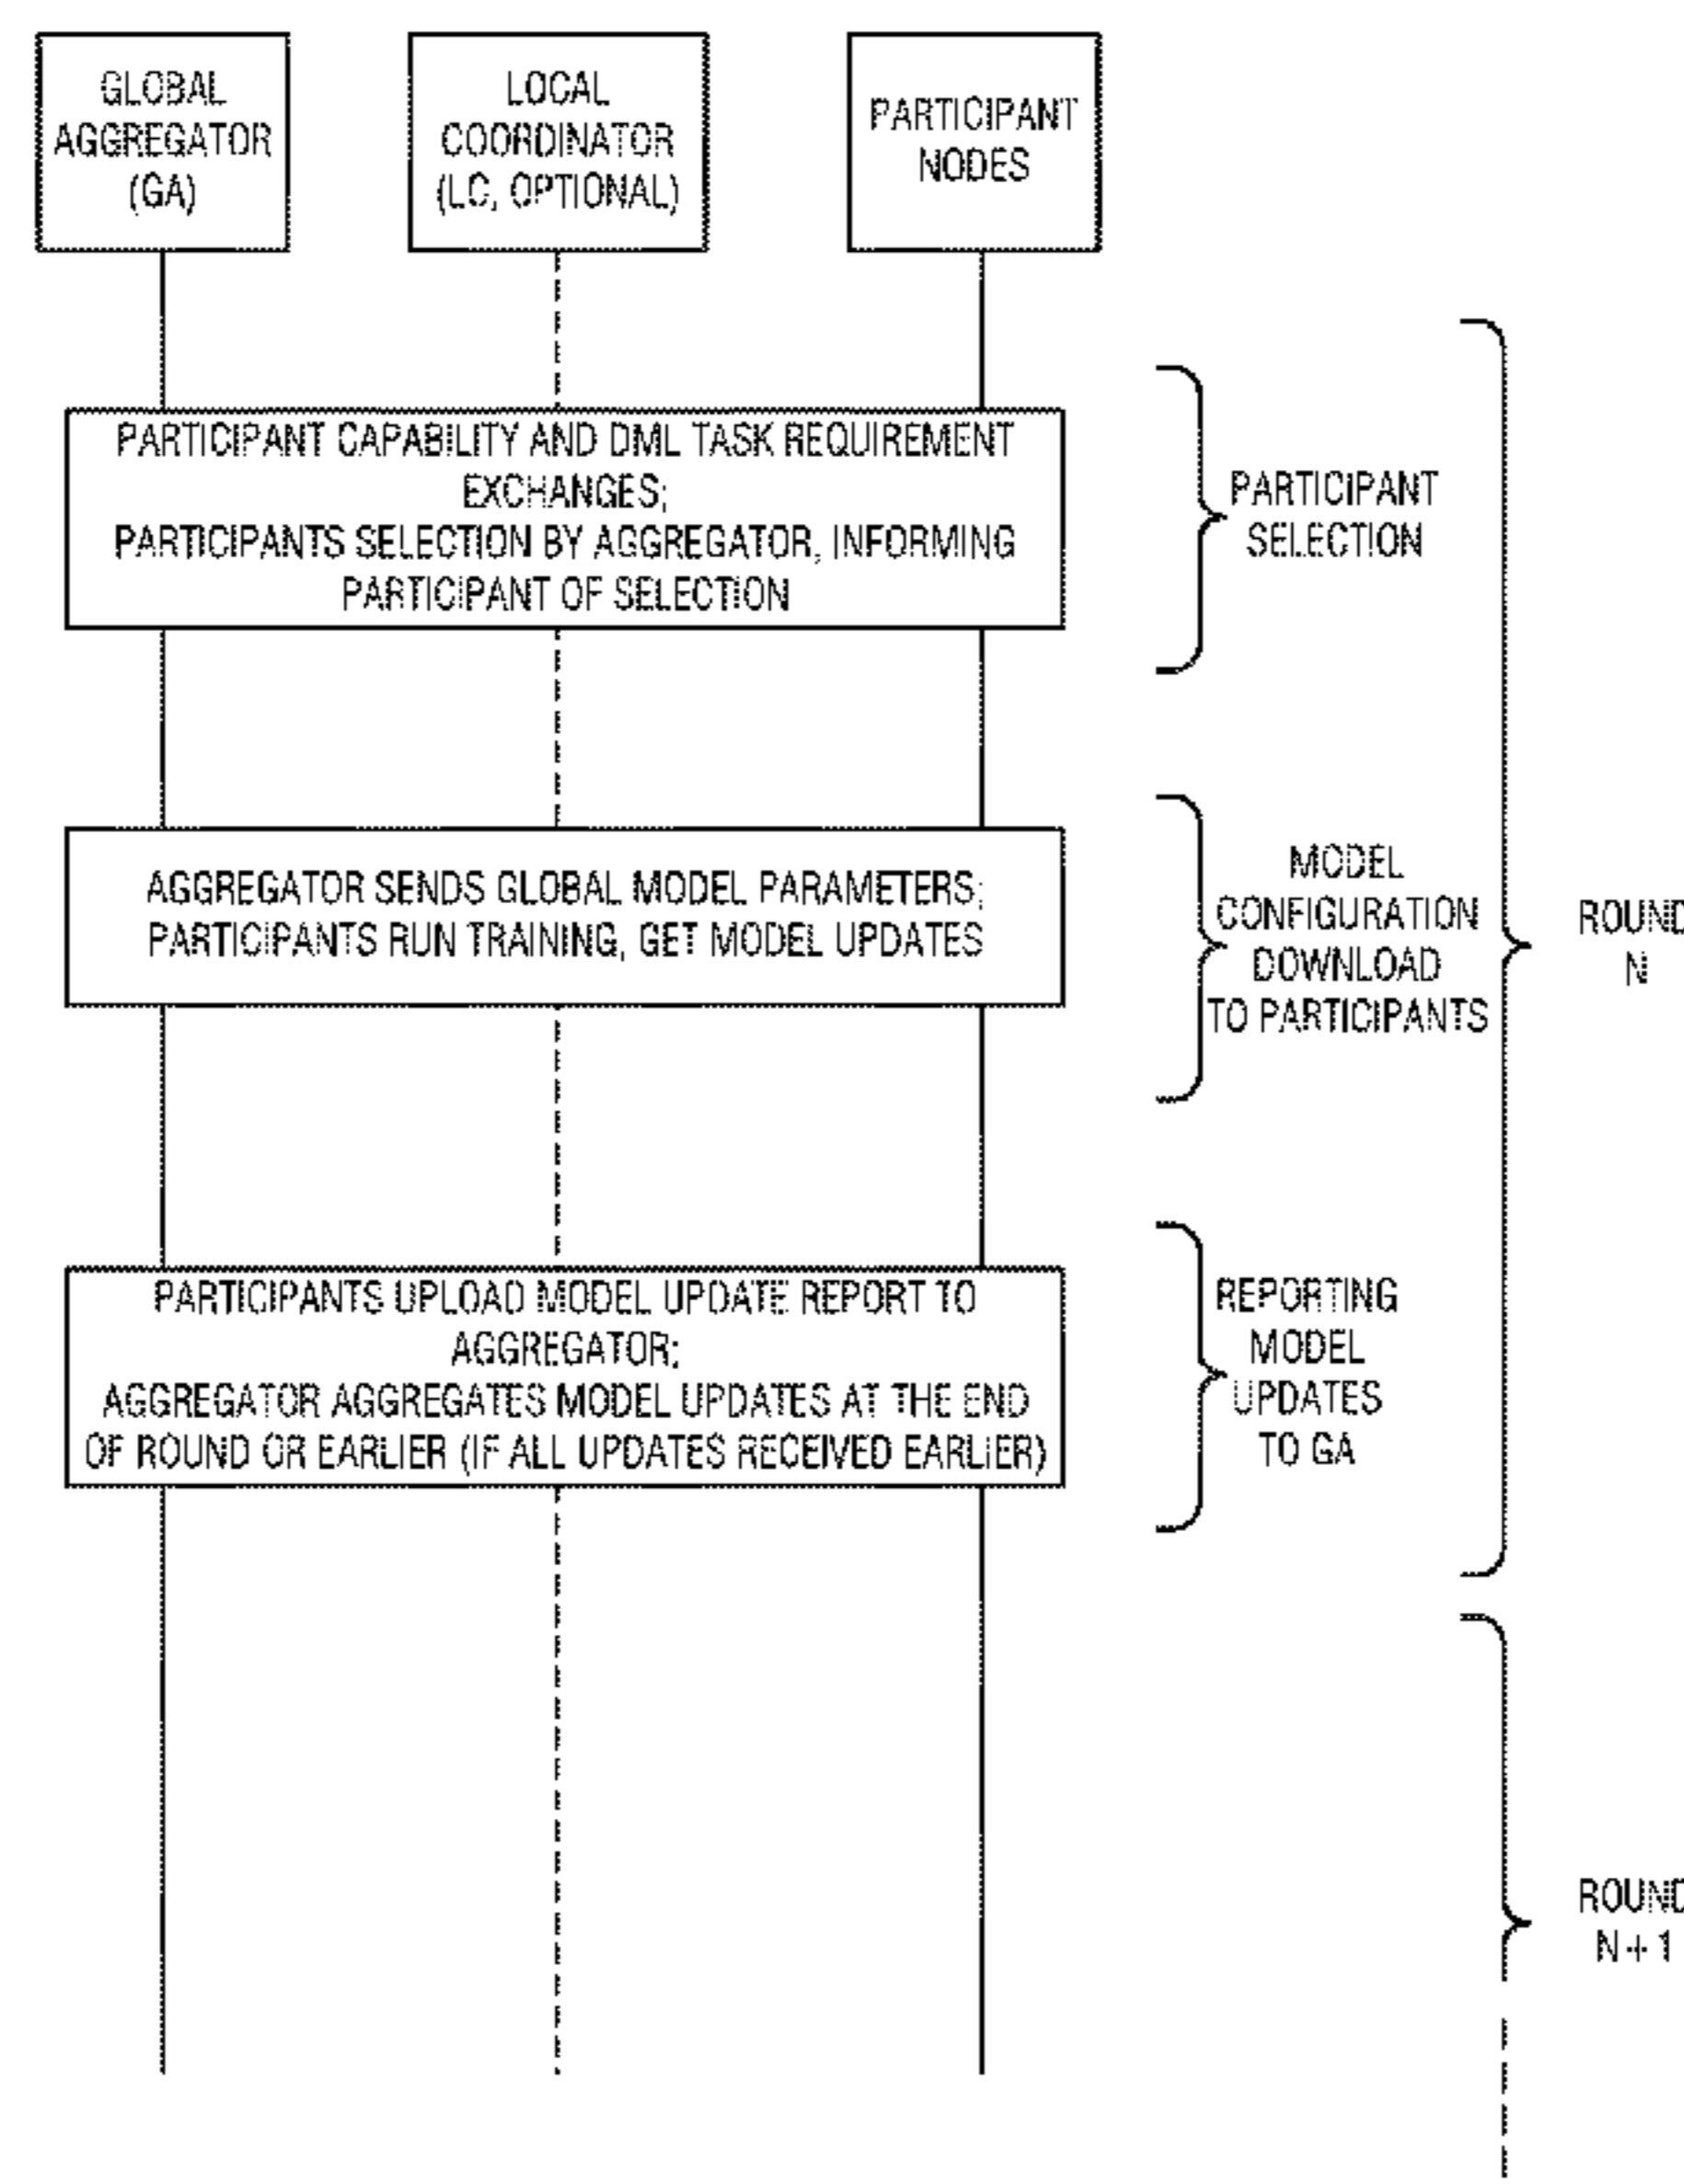 GLOBAL
AGGREGATOR
(GA)
LOCAL
COORDINATOR
(LC, OPTIONAL)
PARTICIPANT
NODES
PARTICIPANT CAPABILITY AND DML TASK REQUIREMENT
EXCHANGES;
PARTICIPANTS SELECTION BY AGGREGATOR, INFORMING
PARTICIPANT OF SELECTION
PARTICIPANT
SELECTION
AGGREGATOR SENDS GLOBAL MODEL PARAMETERS;
PARTICIPANTS RUN TRAINING, GET MODEL UPDATES
MODEL
CONFIGURATION
DOWNLOAD
TO PARTICIPANTS
ROUND
N
PARTICIPANTS UPLOAD MODEL UPDATE REPORT TO
AGGREGATOR;
AGGREGATOR AGGREGATES MODEL UPDATES AT THE END
OF ROUND OR EARLIER (IF ALL UPDATES RECEIVED EARLIER)
REPORTING
MODEL
UPDATES
TO GA
ROUND
N + 1